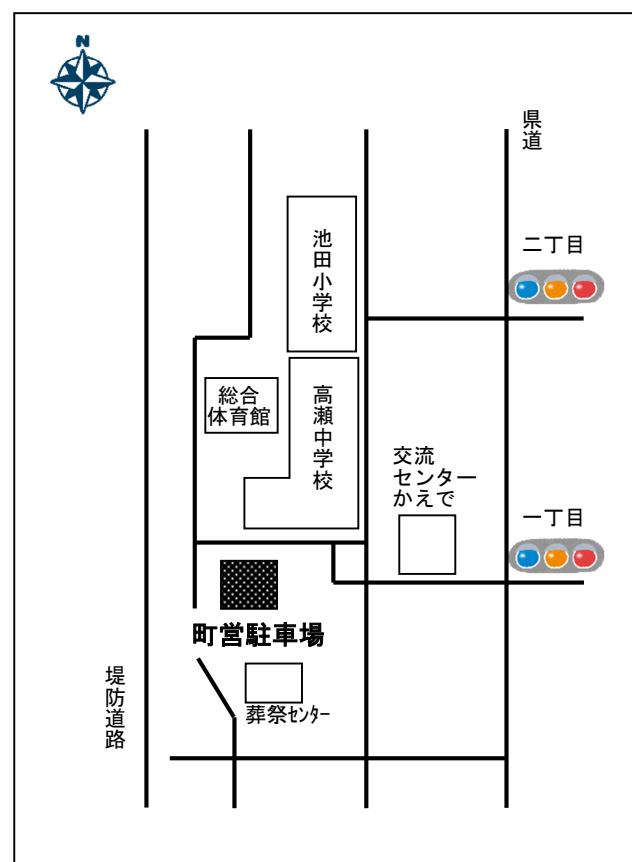 N
県道
二丁目
池田小学校
総合
体育館
高瀬中学校
交流
センター
かえで
一丁目
町営駐車場
堤防道路
葬祭ｾﾝﾀｰ